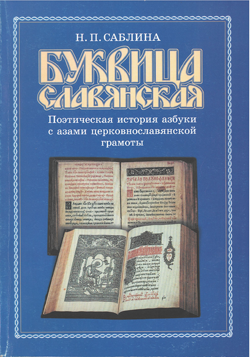 Н. П. САБЛИНА
БУКВИЦА
СЛАВЯНСКАЯ
Поэтическая история азбуки
с азами церковнославянской
грамоты